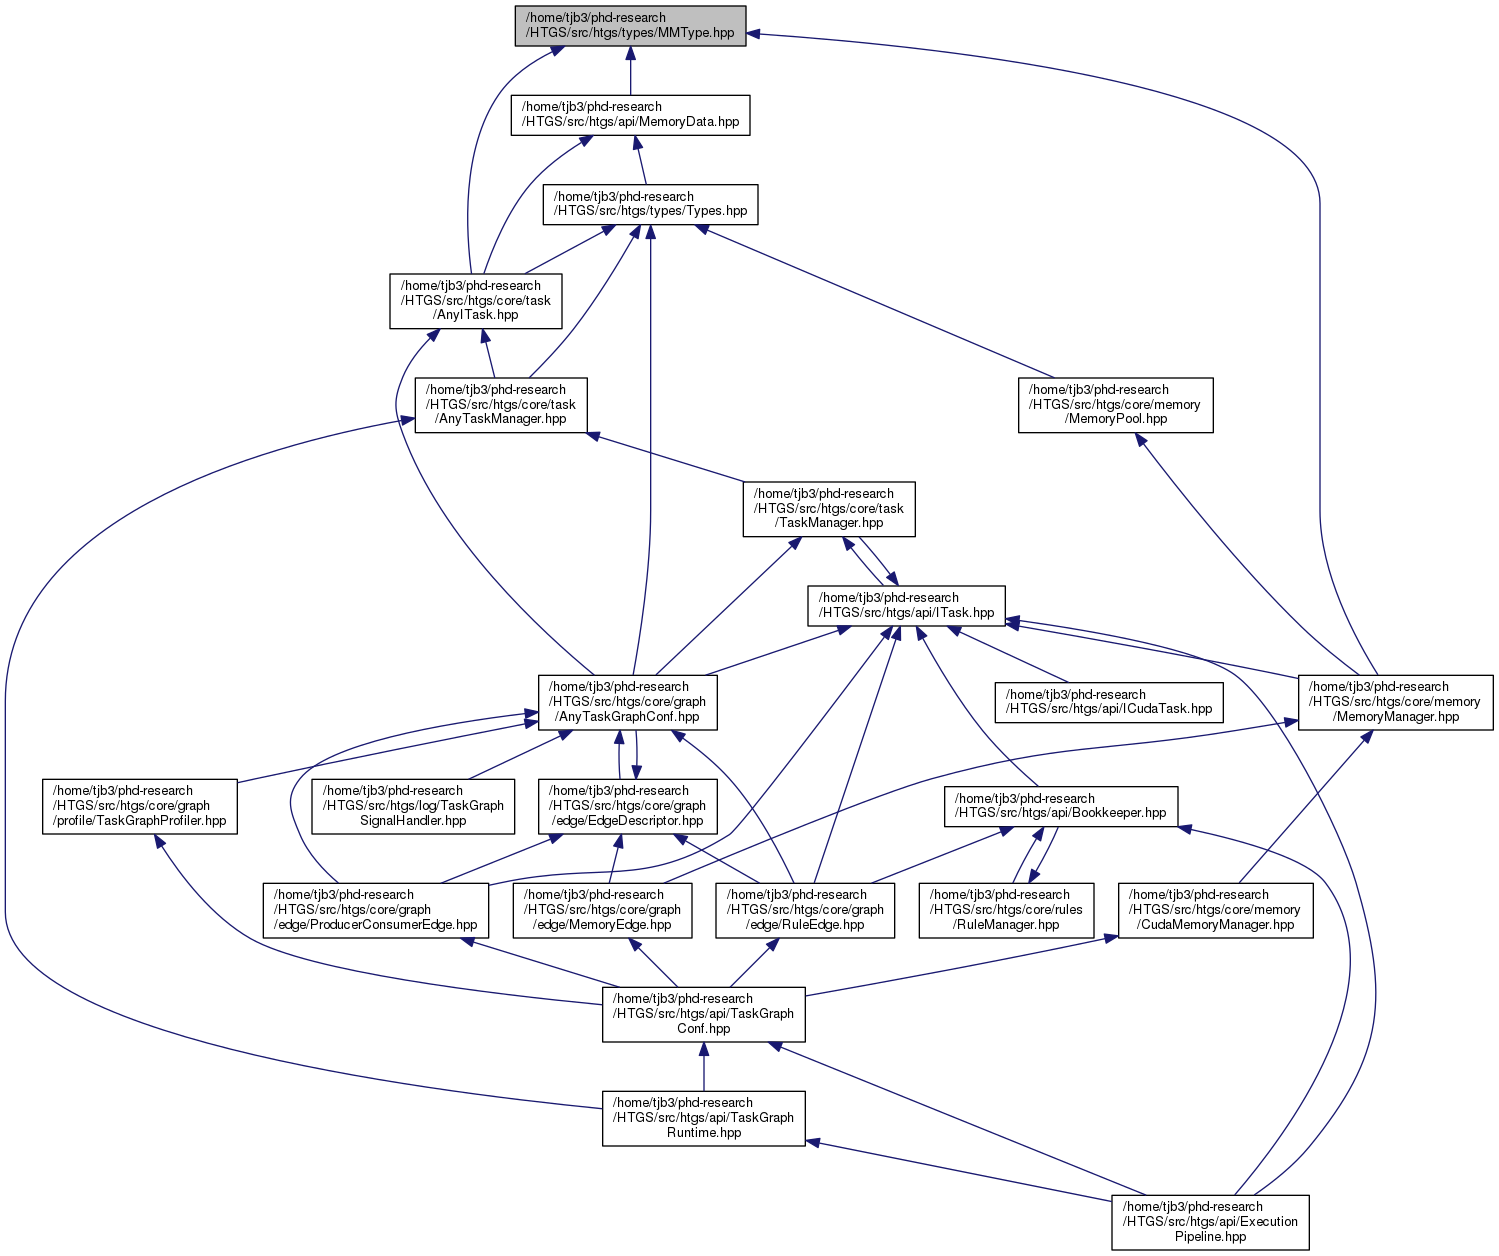 /home/tjb3/phd-research
/HTGS/src/htgs/types/MMType.hpp
/home/tjb3/phd-research
/HTGS/src/htgs/api/MemoryData.hpp
/home/tjb3/phd-research
/HTGS/src/htgs/types/Types.hpp
/home/tjb3/phd-research
/HTGS/src/htgs/core/task
/AnyITask.hpp
/home/tjb3/phd-research
/HTGS/src/htgs/core/task
/AnyTaskManager.hpp
/home/tjb3/phd-research
/HTGS/src/htgs/core/memory
/MemoryPool.hpp
/home/tjb3/phd-research
/HTGS/src/htgs/core/task
/TaskManager.hpp
/home/tjb3/phd-research
/HTGS/src/htgs/api/ITask.hpp
/home/tjb3/phd-research
/HTGS/src/htgs/core/graph
/AnyTaskGraphConf.hpp
/home/tjb3/phd-research
/HTGS/src/htgs/api/ICudaTask.hpp
/home/tjb3/phd-research
/HTGS/src/htgs/core/memory
/MemoryManager.hpp
/home/tjb3/phd-research
/HTGS/src/htgs/core/graph
/profile/TaskGraphProfiler.hpp
/home/tjb3/phd-research
/HTGS/src/htgs/log/TaskGraph
SignalHandler.hpp
/home/tjb3/phd-research
/HTGS/src/htgs/core/graph
/edge/EdgeDescriptor.hpp
/home/tjb3/phd-research
/HTGS/src/htgs/api/Bookkeeper.hpp
/home/tjb3/phd-research
/HTGS/src/htgs/core/graph
/edge/ProducerConsumerEdge.hpp
/home/tjb3/phd-research
/HTGS/src/htgs/core/graph
/edge/MemoryEdge.hpp
/home/tjb3/phd-research
/HTGS/src/htgs/core/graph
/edge/RuleEdge.hpp
/home/tjb3/phd-research
/HTGS/src/htgs/core/rules
/RuleManager.hpp
/home/tjb3/phd-research
/HTGS/src/htgs/core/memory
/CudaMemoryManager.hpp
/home/tjb3/phd-research
/HTGS/src/htgs/api/TaskGraph
Conf.hpp
/home/tjb3/phd-research
/HTGS/src/htgs/api/TaskGraph
Runtime.hpp
/home/tjb3/phd-research
/HTGS/src/htgs/api/Execution
Pipeline.hpp